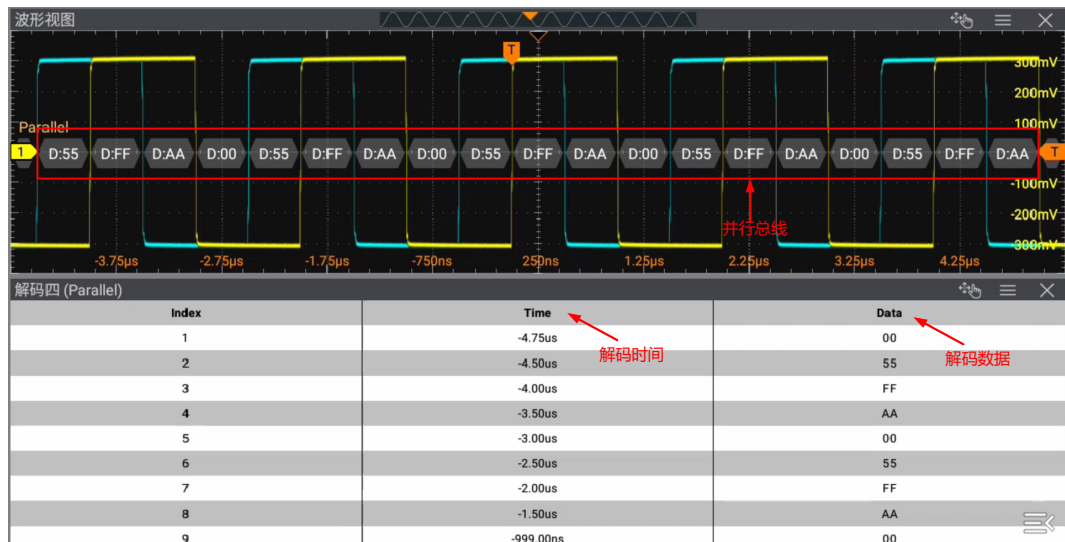 波形视图
T
300mV
200mV
100mV
Parallel
1 D:55 D:FF D:AA D:00 D:55 D:FF D:AA D:00 D:55 D:FF D:AA D:00 D:55 D:FF D:AA D:00 D:55 D:FF D:AA T
-100mV
-200mV
并行总线
-300mV
-3.75μs -2.75μs -1.75μs -750ns 250ns 1.25μs 2.25μs 3.25μs 4.25μs
解码四 (Parallel)
Index Time Data
1 -4.75us 00
解码时间 解码数据
2 -4.50us 55
3 -4.00us FF
4 -3.50us AA
5 -3.00us 00
6 -2.50us 55
7 -2.00us FF
8 -1.50us AA
9 -999.00ns 00